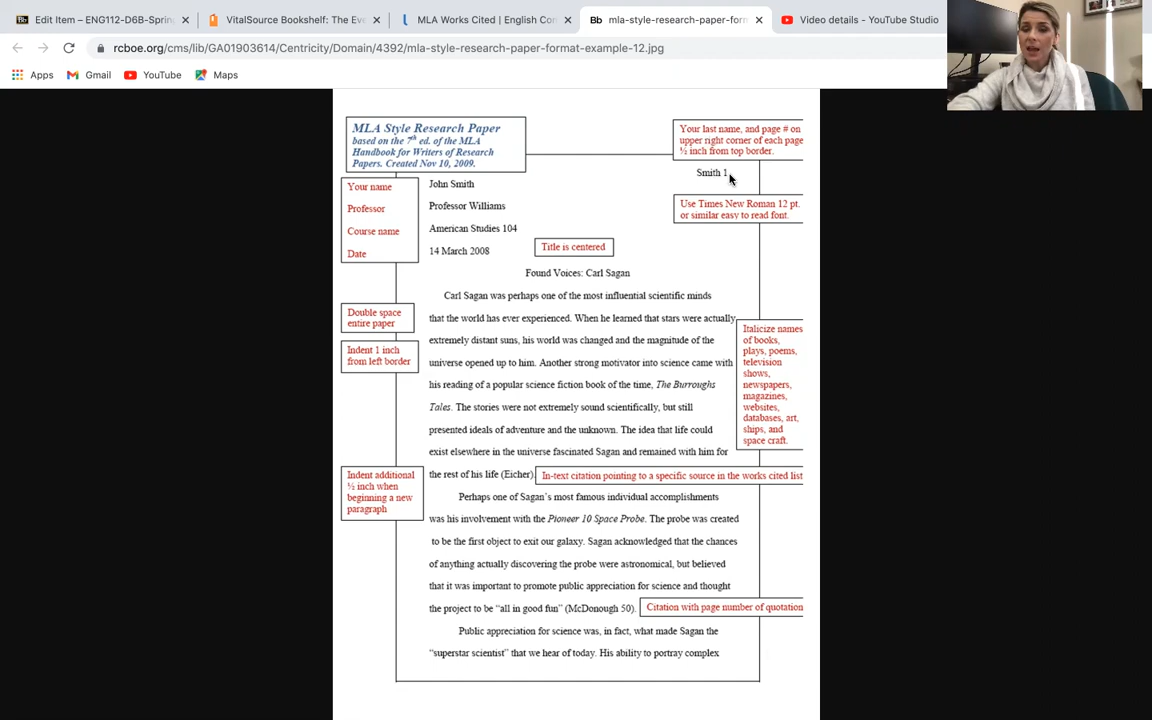 Edit Item – ENG112-D6B-Sprin
VitalSource Bookshelf: The Eve
MLA Works Cited | English Con
Bb mla-style-research-paper-form
Video details - YouTube Studio
rcboe.org/cms/lib/GA01903614/Centricity/Domain/4392/mla-style-research-paper-format-example-12.jpg
Apps Gmail YouTube Maps
MLA Style Research Paper
based on the 7th ed. of the MLA
Handbook for Writers of Research
Papers. Created Nov 10, 2009.
Your last name, and page # on
upper right corner of each page
½ inch from top border.
Smith 1
Use Times New Roman 12 pt.
or similar easy to read font.
Your name
Professor
Course name
Date
John Smith
Professor Williams
American Studies 104
14 March 2008
Title is centered
Found Voices: Carl Sagan
Double space
entire paper
Indent 1 inch
from left border
Carl Sagan was perhaps one of the most influential scientific minds
that the world has ever experienced. When he learned that stars were actually
extremely distant suns, his world was changed and the magnitude of the
universe opened up to him. Another strong motivator into science came with
his reading of a popular science fiction book of the time, The Burroughs
Tales. The stories were not extremely sound scientifically, but still
presented ideals of adventure and the unknown. The idea that life could
exist elsewhere in the universe fascinated Sagan and remained with him for
the rest of his life (Eicher).
Italicize names
of books,
plays, poems,
television
shows,
newspapers,
magazines,
websites,
databases, art,
ships, and
space craft.
In-text citation pointing to a specific source in the works cited list
Indent additional
½ inch when
beginning a new
paragraph
Perhaps one of Sagan's most famous individual accomplishments
was his involvement with the Pioneer 10 Space Probe. The probe was created
to be the first object to exit our galaxy. Sagan acknowledged that the chances
of anything actually discovering the probe were astronomical, but believed
that it was important to promote public appreciation for science and thought
the project to be “all in good fun” (McDonough 50).
Citation with page number of quotation
Public appreciation for science was, in fact, what made Sagan the
“superstar scientist” that we hear of today. His ability to portray complex